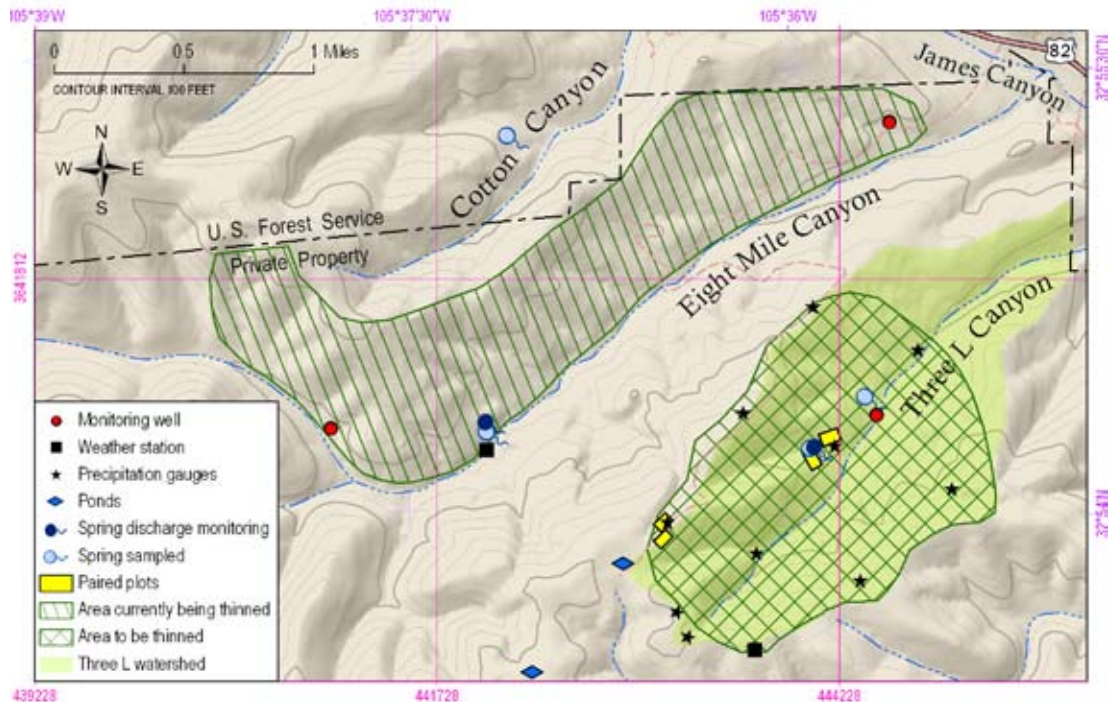 105°39'
105°37'30"
105°36'
0 0.5 1 Miles
CONTOUR INTERVAL 100 FEET
N
W E
S
82
32°55'30"N
James Canyon
Cotton Canyon
U.S. Forest Service
Private Property
Eight Mile Canyon
Three L Canyon
3641812
32°54'N
Monitoring well
Weather station
Precipitation gauges
Ponds
Spring discharge monitoring
Spring sampled
Paired plots
Area currently being thinned
Area to be thinned
Three L watershed
439228
441728
444228